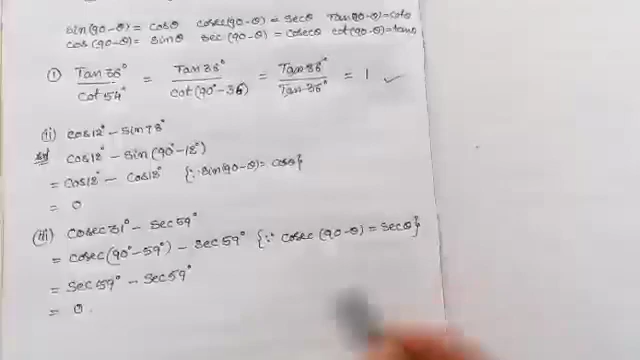 sin(90-θ) = cosθ cosec(90-θ) = secθ Tan(90-θ)=cotθ
cos(90-θ) = sinθ sec(90-θ) = cosecθ cot(90-θ)=tanθ
(i) Tan36°/cot54° = Tan36°/cot(90°-36) = Tan36°/Tan36° = 1 ✓
(ii) cos12° - sin78°
cos12° - sin(90°-12°)
= cos12° - cos12° {∵ sin(90-θ)= cosθ}
= 0
(iii) cosec31° - sec59°
= cosec(90°-59°) - sec59° {∵ cosec(90-θ) = secθ}
= sec59° - sec59°
= 0.